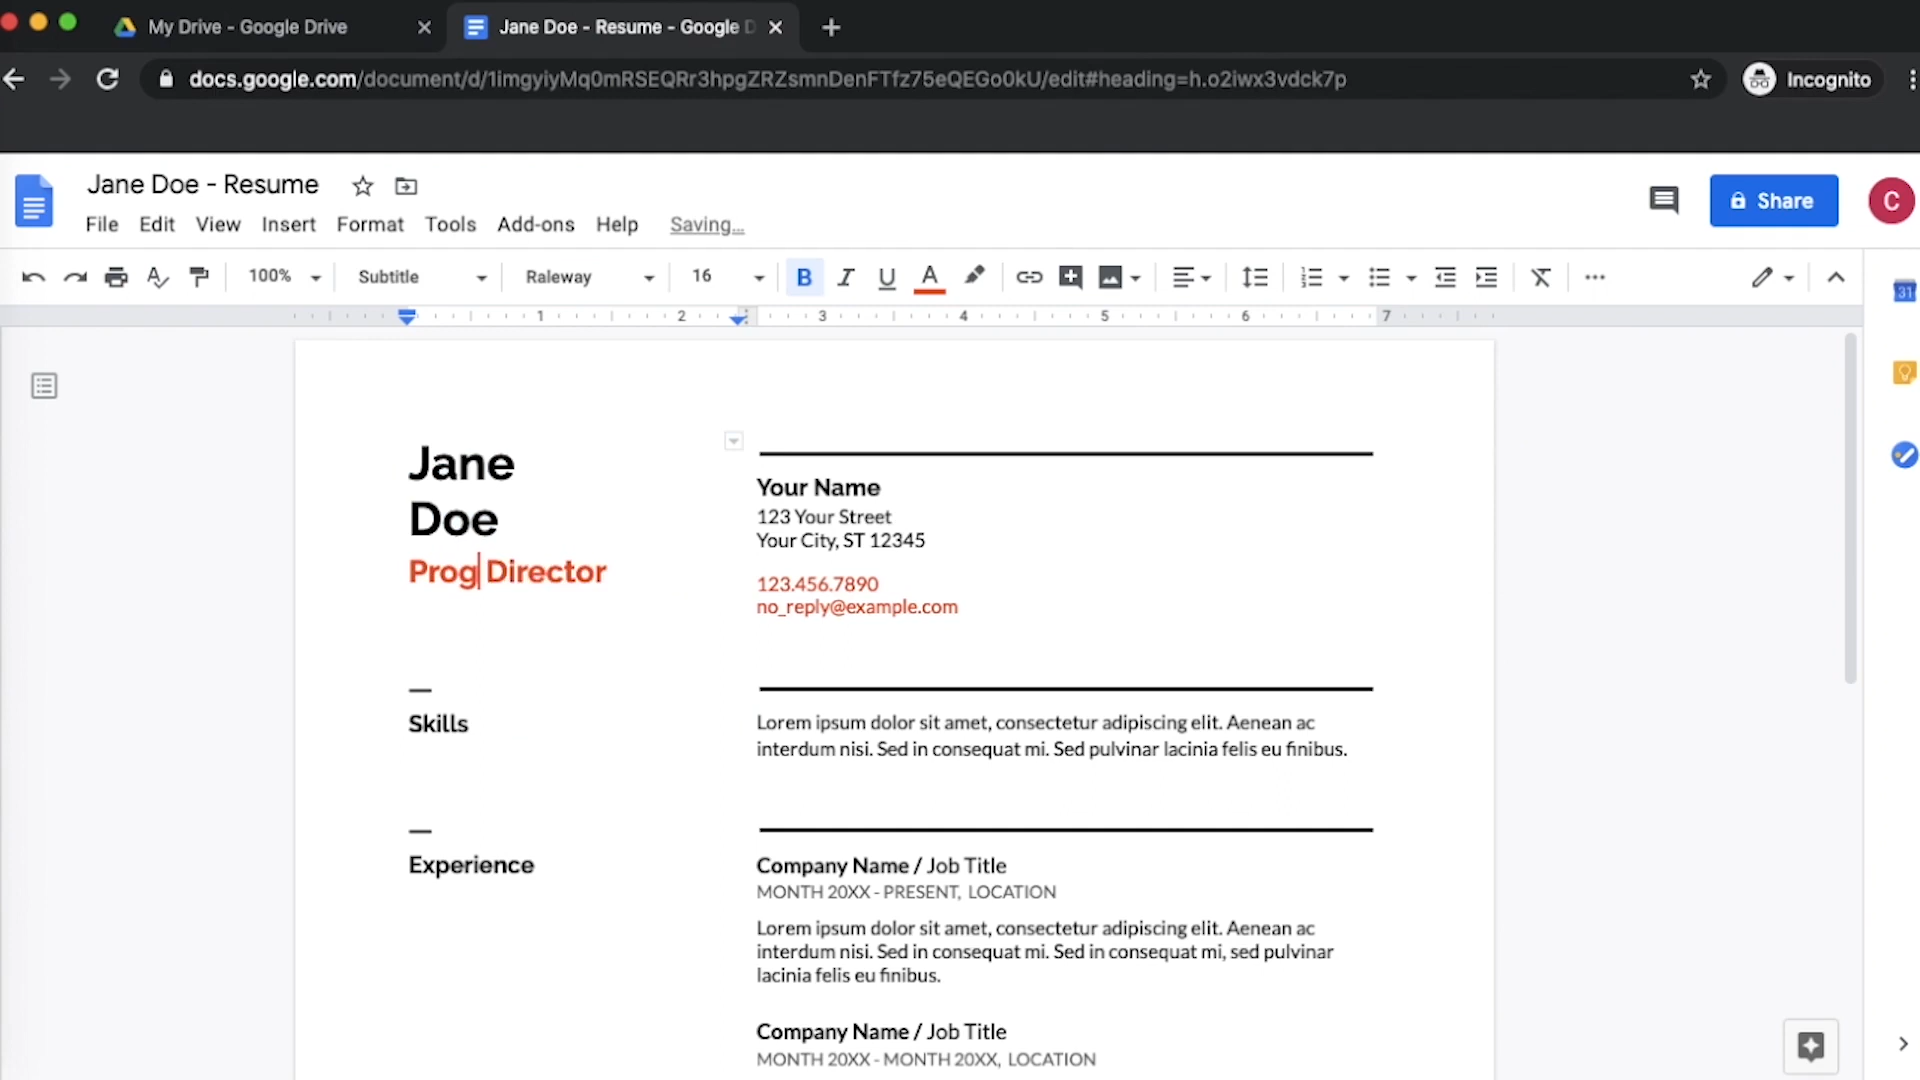 My Drive - Google Drive
Jane Doe - Resume - Google D
docs.google.com/document/d/1imgyiyMq0mRSEQRr3hpgZRZsmnDenFTfz75eQEGo0kU/edit#heading=h.o2iwx3vdck7p
Incognito
Jane Doe - Resume
File Edit View Insert Format Tools Add-ons Help Saving...
Share
C
100% Subtitle Raleway 16 B I U A
31
1 2 3 4 5 6 7
Jane
Doe
Prog Director
Your Name
123 Your Street
Your City, ST 12345
123.456.7890
no_reply@example.com
Skills
Lorem ipsum dolor sit amet, consectetur adipiscing elit. Aenean ac
interdum nisi. Sed in consequat mi. Sed pulvinar lacinia felis eu finibus.
Experience
Company Name / Job Title
MONTH 20XX - PRESENT, LOCATION
Lorem ipsum dolor sit amet, consectetur adipiscing elit. Aenean ac
interdum nisi. Sed in consequat mi. Sed in consequat mi, sed pulvinar
lacinia felis eu finibus.
Company Name / Job Title
MONTH 20XX - MONTH 20XX, LOCATION